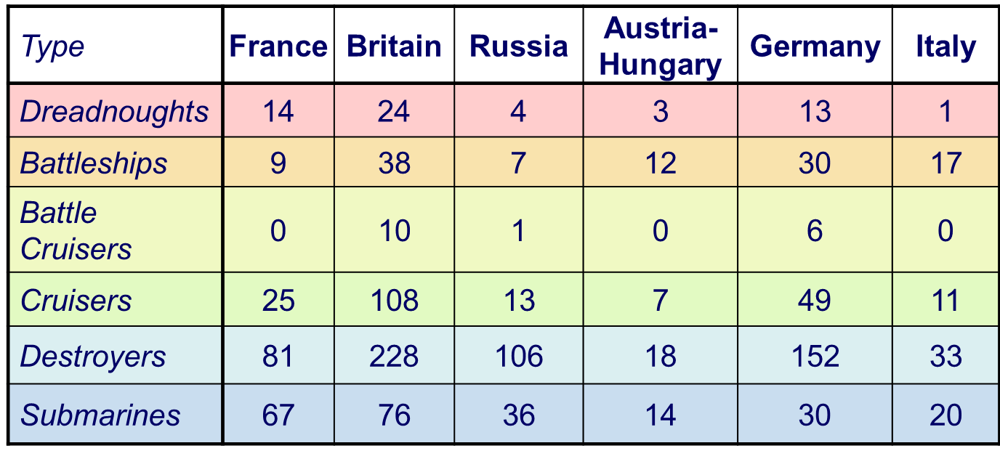 Type France Britain Russia Austria-Hungary Germany Italy
Dreadnoughts 14 24 4 3 13 1
Battleships 9 38 7 12 30 17
Battle Cruisers 0 10 1 0 6 0
Cruisers 25 108 13 7 49 11
Destroyers 81 228 106 18 152 33
Submarines 67 76 36 14 30 20